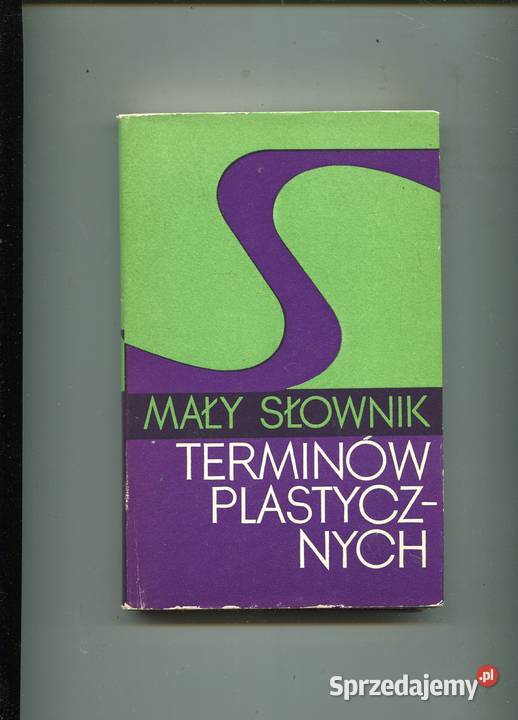 MAŁY SŁOWNIK
TERMINÓW
PLASTYCZ-
NYCH
Sprzedajemy.pl